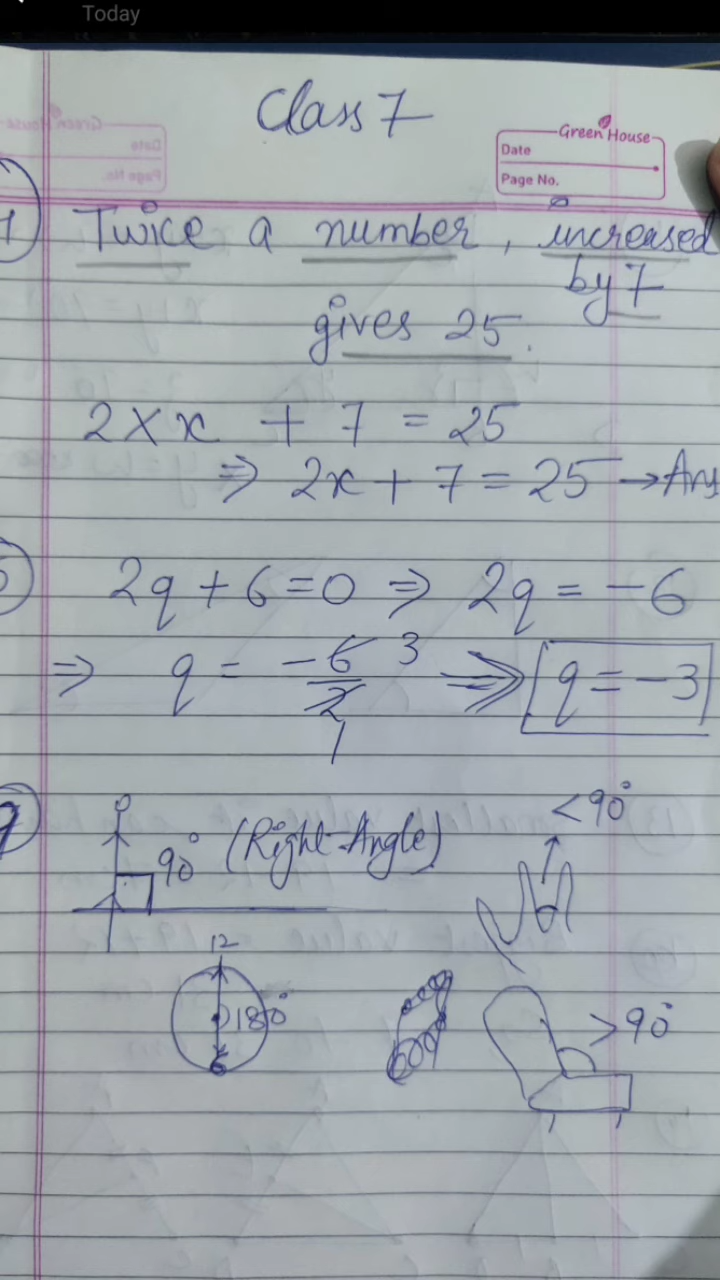 Today
Class 7
Green House
Date
Page No.
Twice a number, increased
by 7
gives 25.
2 × x + 7 = 25
⇒ 2x + 7 = 25 → Ans
2q + 6 = 0 ⇒ 2q = -6
⇒ q = -6/2 3 1 ⇒ q = -3
90° (Right-Angle)
<90°
12
180°
6
>90°